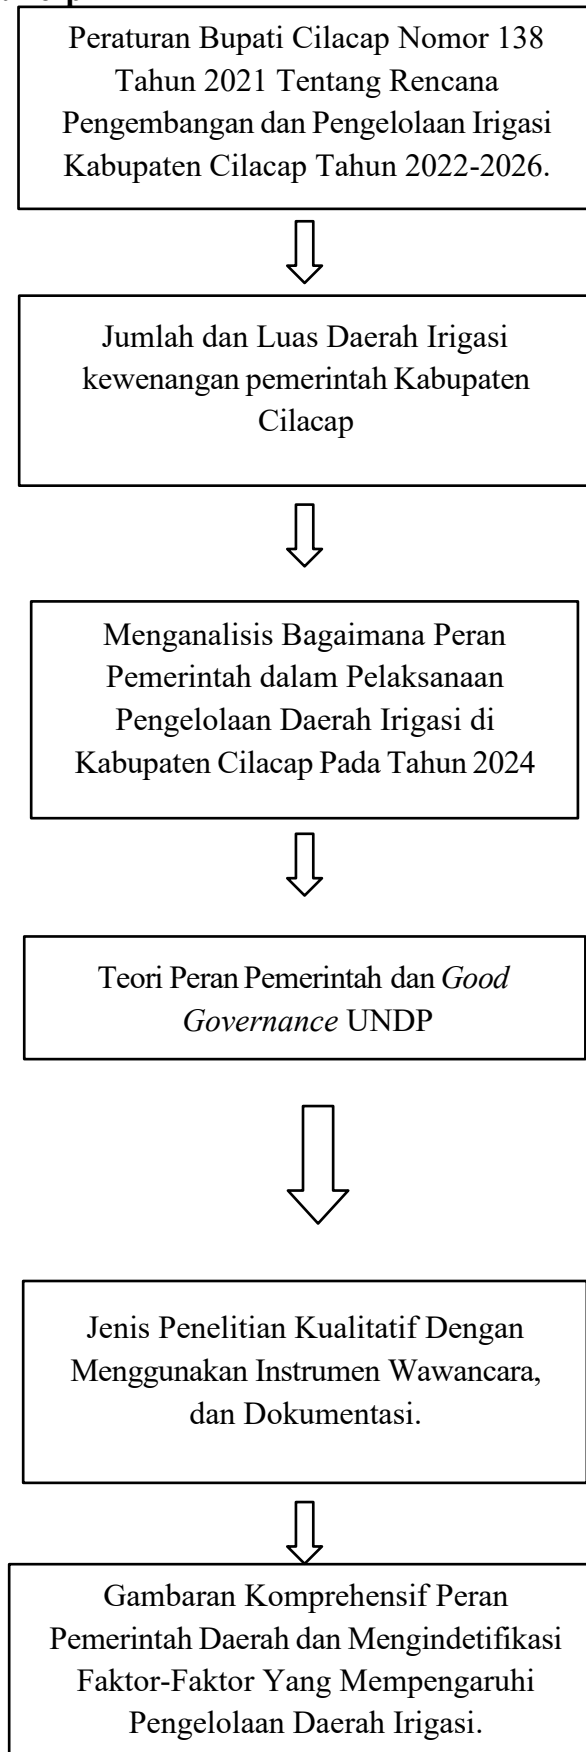 Peraturan Bupati Cilacap Nomor 138
Tahun 2021 Tentang Rencana
Pengembangan dan Pengelolaan Irigasi
Kabupaten Cilacap Tahun 2022-2026.
Jumlah dan Luas Daerah Irigasi
kewenangan pemerintah Kabupaten
Cilacap
Menganalisis Bagaimana Peran
Pemerintah dalam Pelaksanaan
Pengelolaan Daerah Irigasi di
Kabupaten Cilacap Pada Tahun 2024
Teori Peran Pemerintah dan Good
Governance UNDP
Jenis Penelitian Kualitatif Dengan
Menggunakan Instrumen Wawancara,
dan Dokumentasi.
Gambaran Komprehensif Peran
Pemerintah Daerah dan Mengindetifikasi
Faktor-Faktor Yang Mempengaruhi
Pengelolaan Daerah Irigasi.